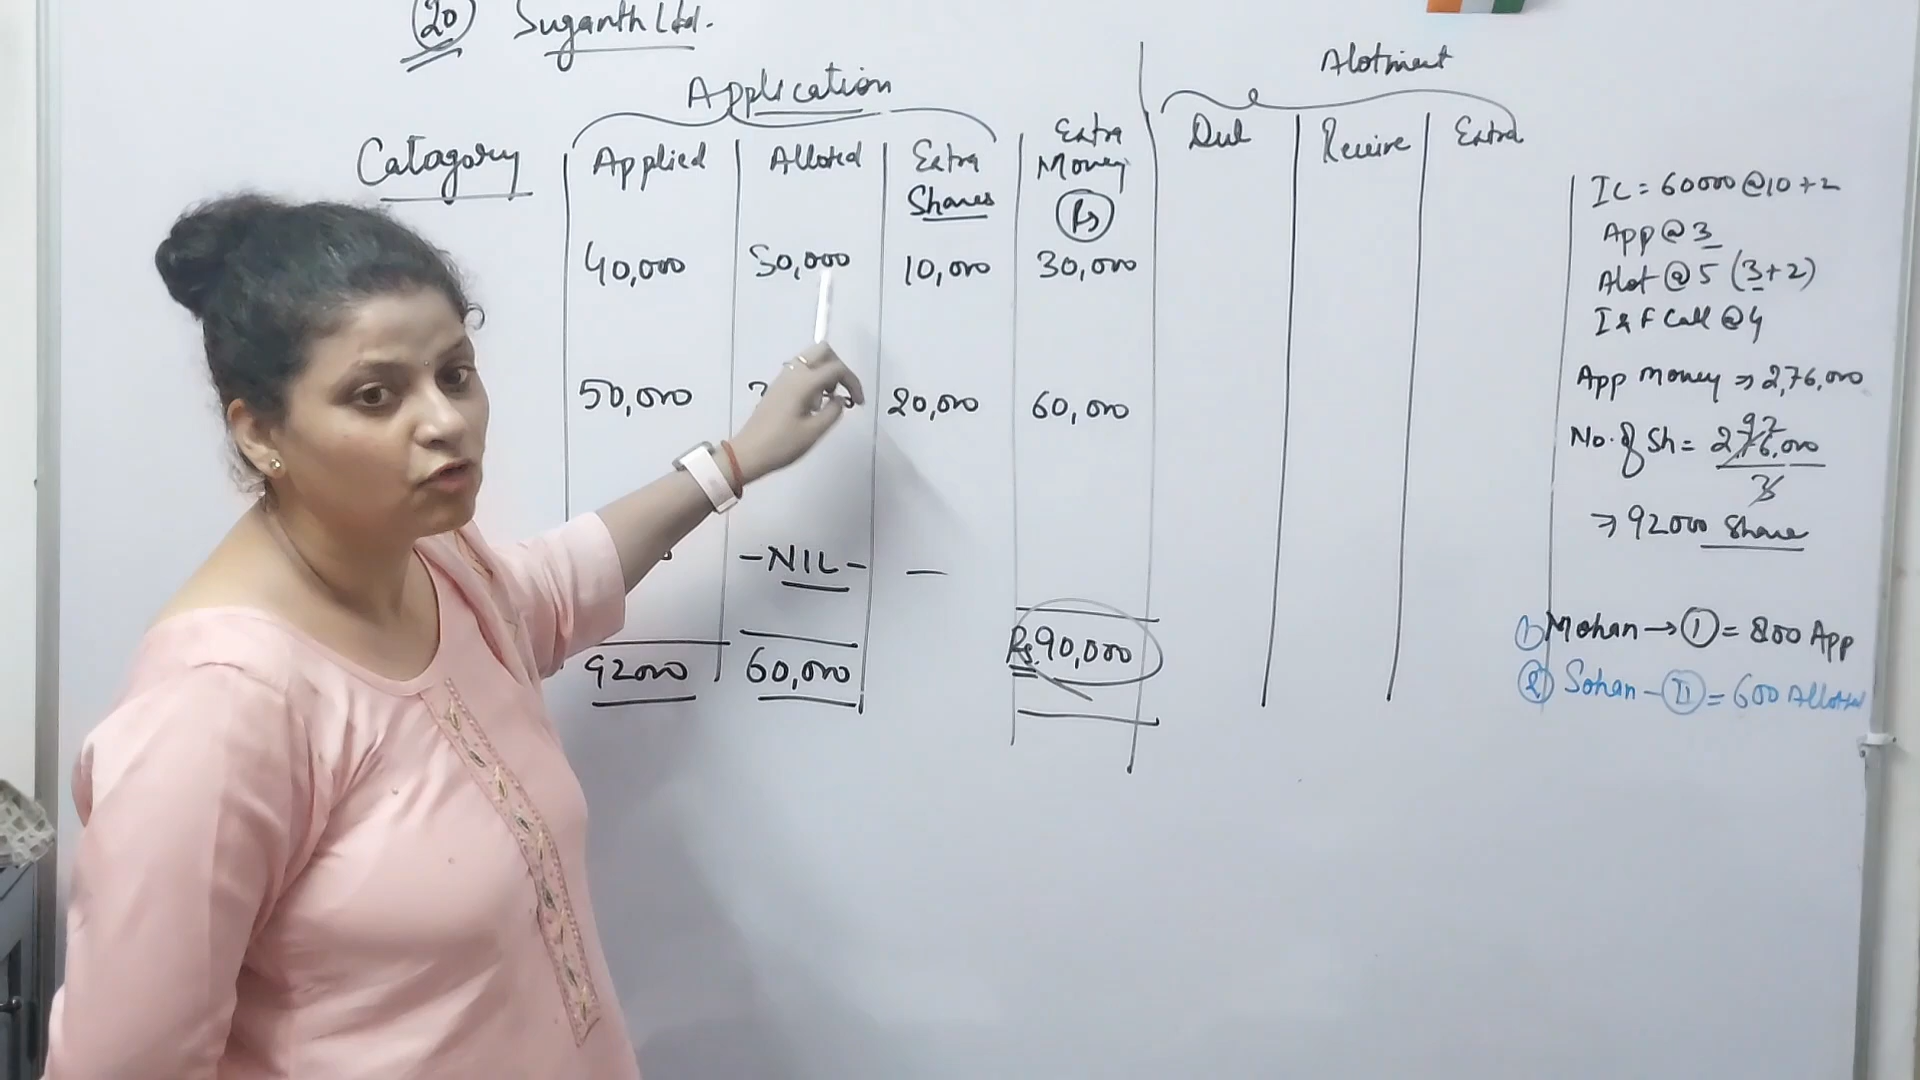 20 Suganth Ltd.
Application
Alotment
Catagory
Applied
Alloted
Extra
Shares
Extra
Money
Rs
Due
Receive
Extra
40,000 30,000 10,000 30,000
50,000 20,000 60,000
-NIL- —
92000 60,000 Rs.90,000
IC = 60000 @ 10 + 2
App @ 3
Alot @ 5 (3+2)
I & F Call @ 4
App Money ⇒ 2,76,000
92
No. of Sh = 2,76,000
3
⇒ 92000 Share
1) Mohan → I = 800 App
2) Sohan - II = 600 Alloted